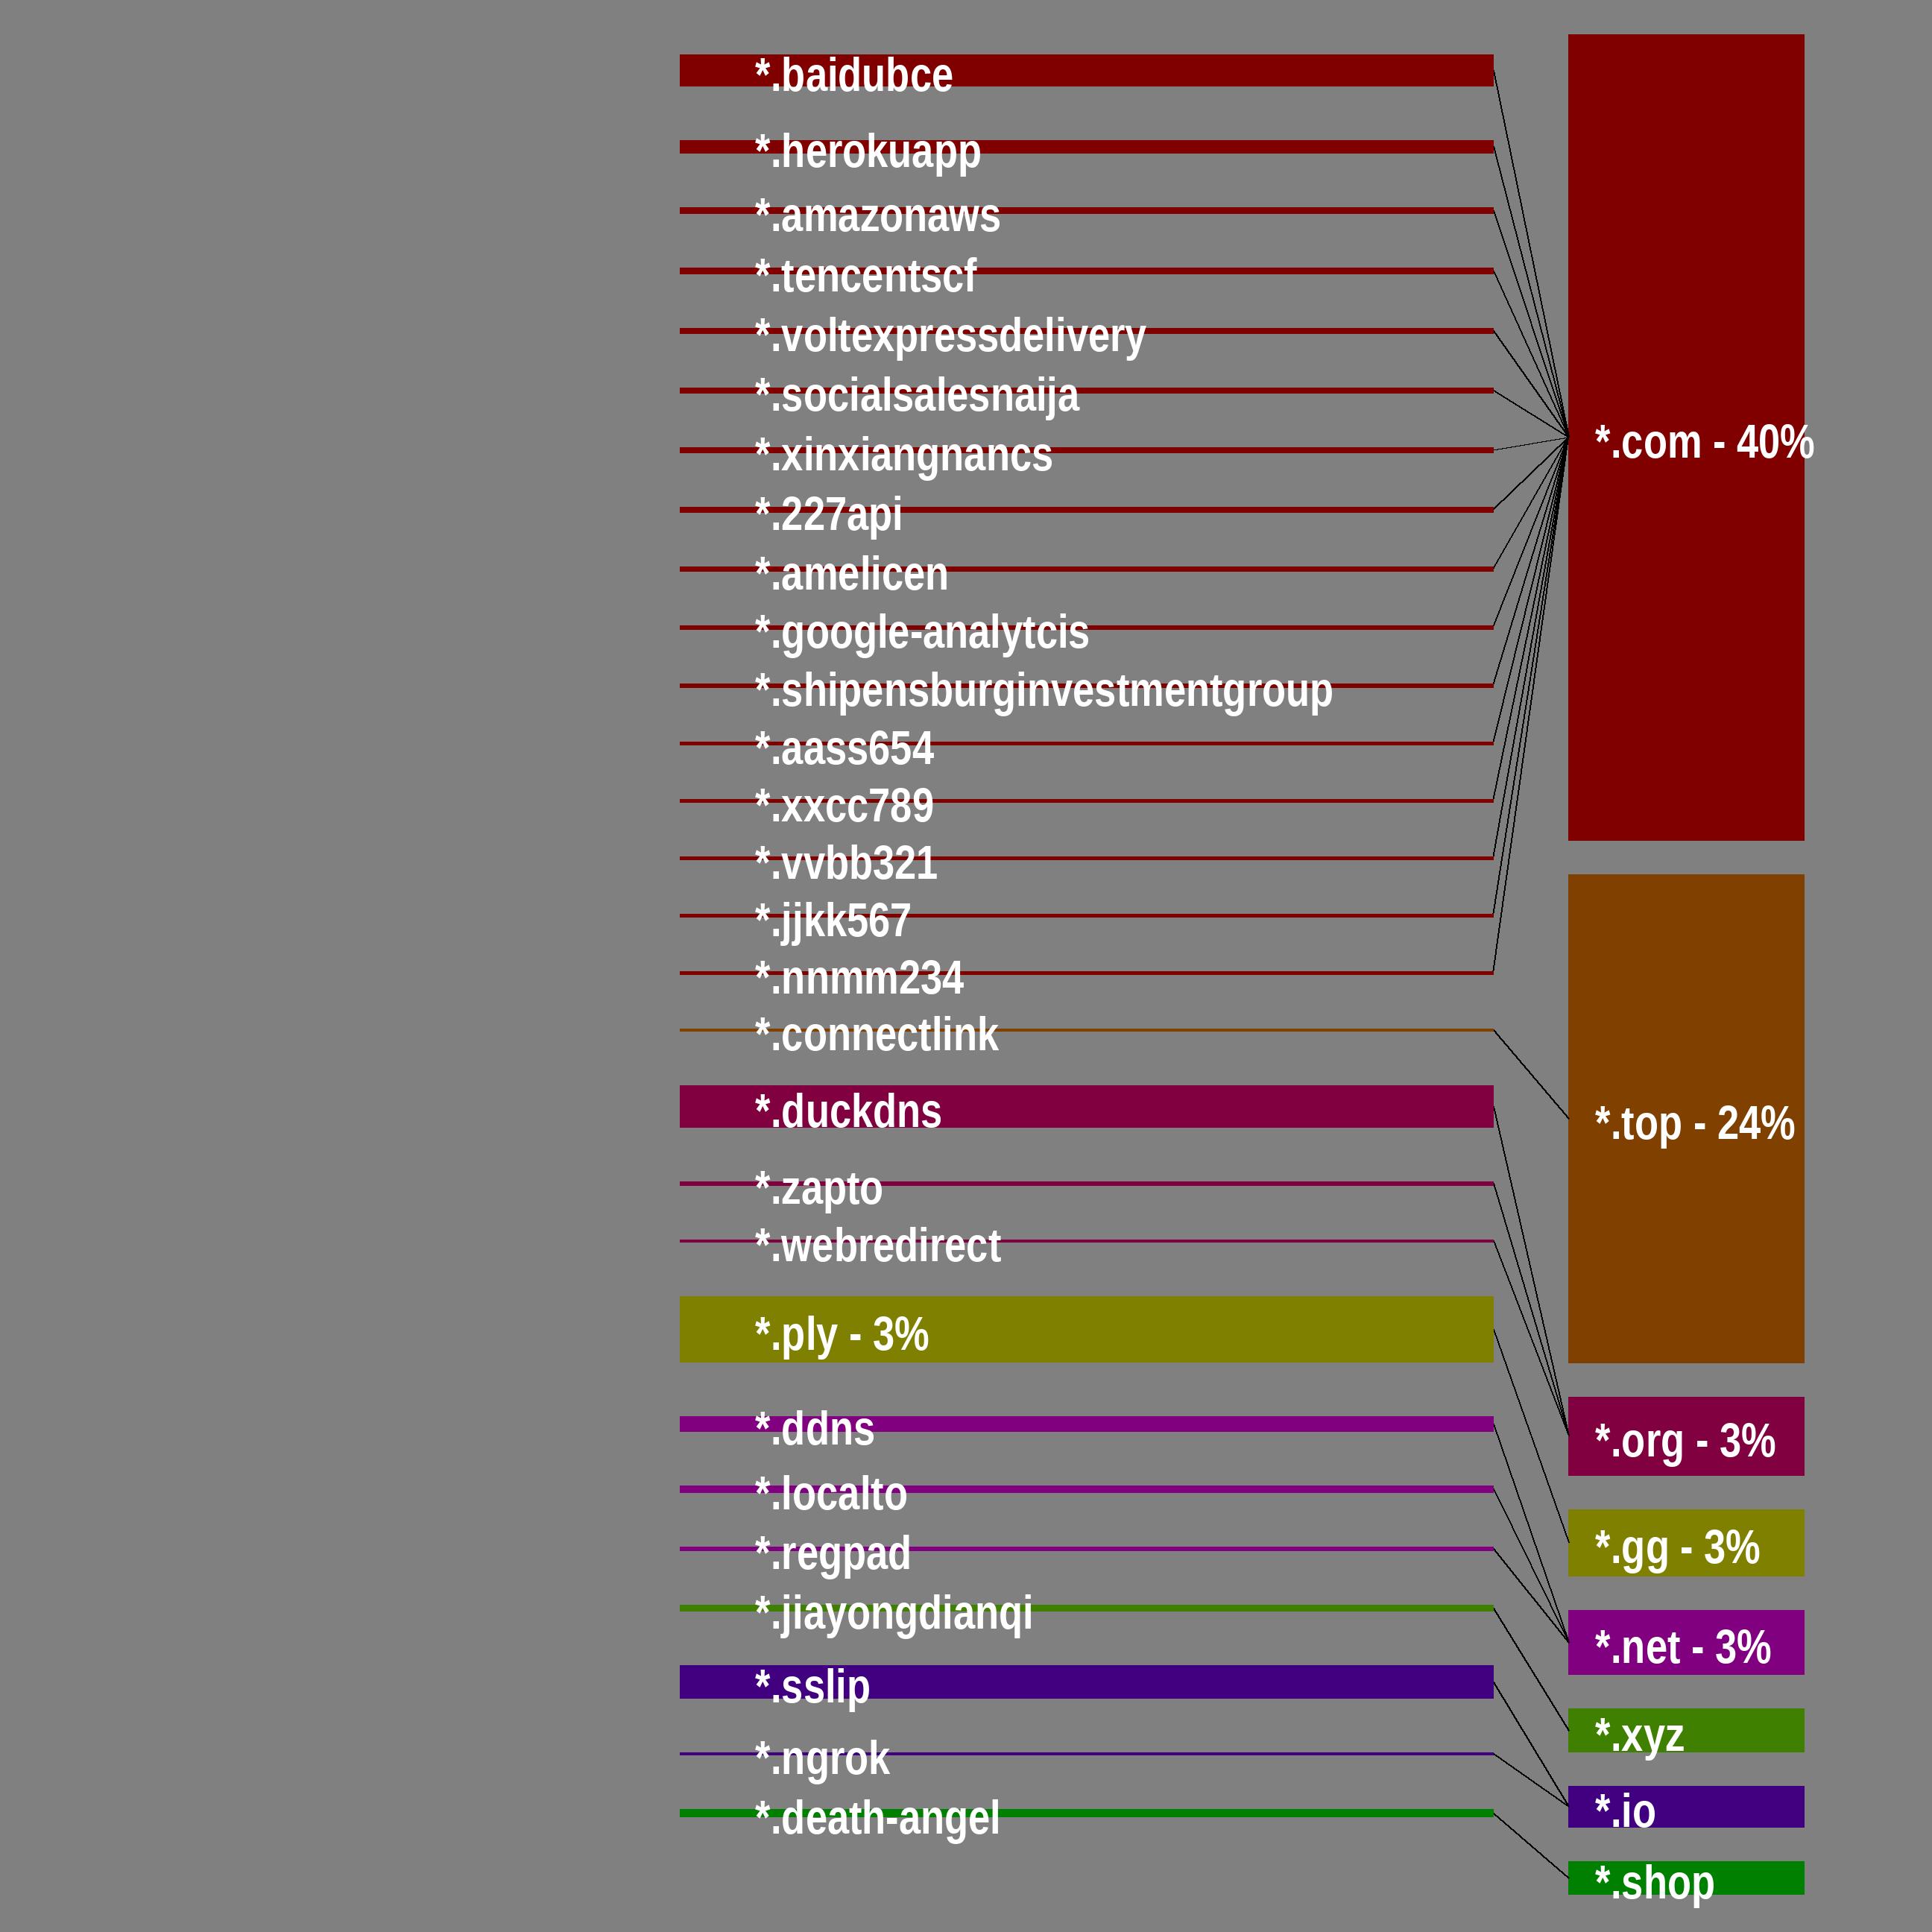 *.baidubce
*.herokuapp
*.amazonaws
*.tencentscf
*.voltexpressdelivery
*.socialsalesnaija
*.xinxiangnancs
*.227api
*.amelicen
*.google-analytcis
*.shipensburginvestmentgroup
*.aass654
*.xxcc789
*.vvbb321
*.jjkk567
*.nnmm234
*.connectlink
*.duckdns
*.zapto
*.webredirect
*.ply - 3%
*.ddns
*.localto
*.regpad
*.jiayongdianqi
*.sslip
*.ngrok
*.death-angel
*.com - 40%
*.top - 24%
*.org - 3%
*.gg - 3%
*.net - 3%
*.xyz
*.io
*.shop